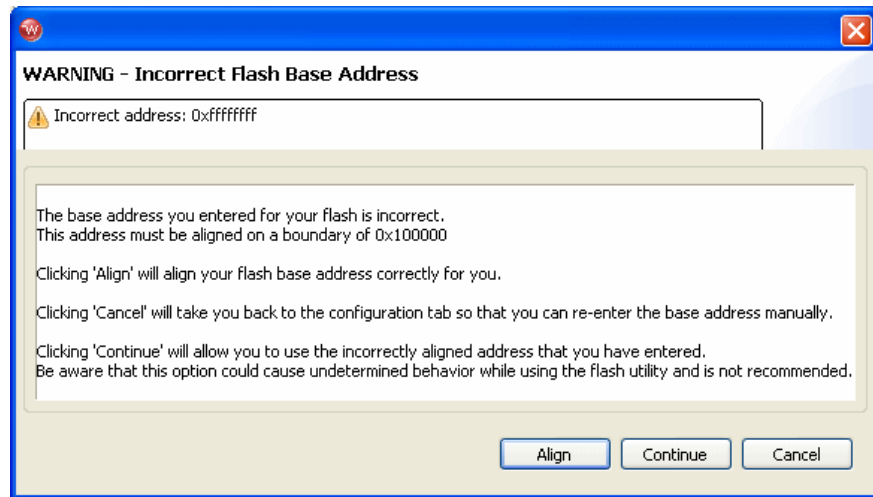 W
WARNING - Incorrect Flash Base Address
Incorrect address: 0xffffffff
The base address you entered for your flash is incorrect.
This address must be aligned on a boundary of 0x100000
Clicking 'Align' will align your flash base address correctly for you.
Clicking 'Cancel' will take you back to the configuration tab so that you can re-enter the base address manually.
Clicking 'Continue' will allow you to use the incorrectly aligned address that you have entered.
Be aware that this option could cause undetermined behavior while using the flash utility and is not recommended.
Align Continue Cancel